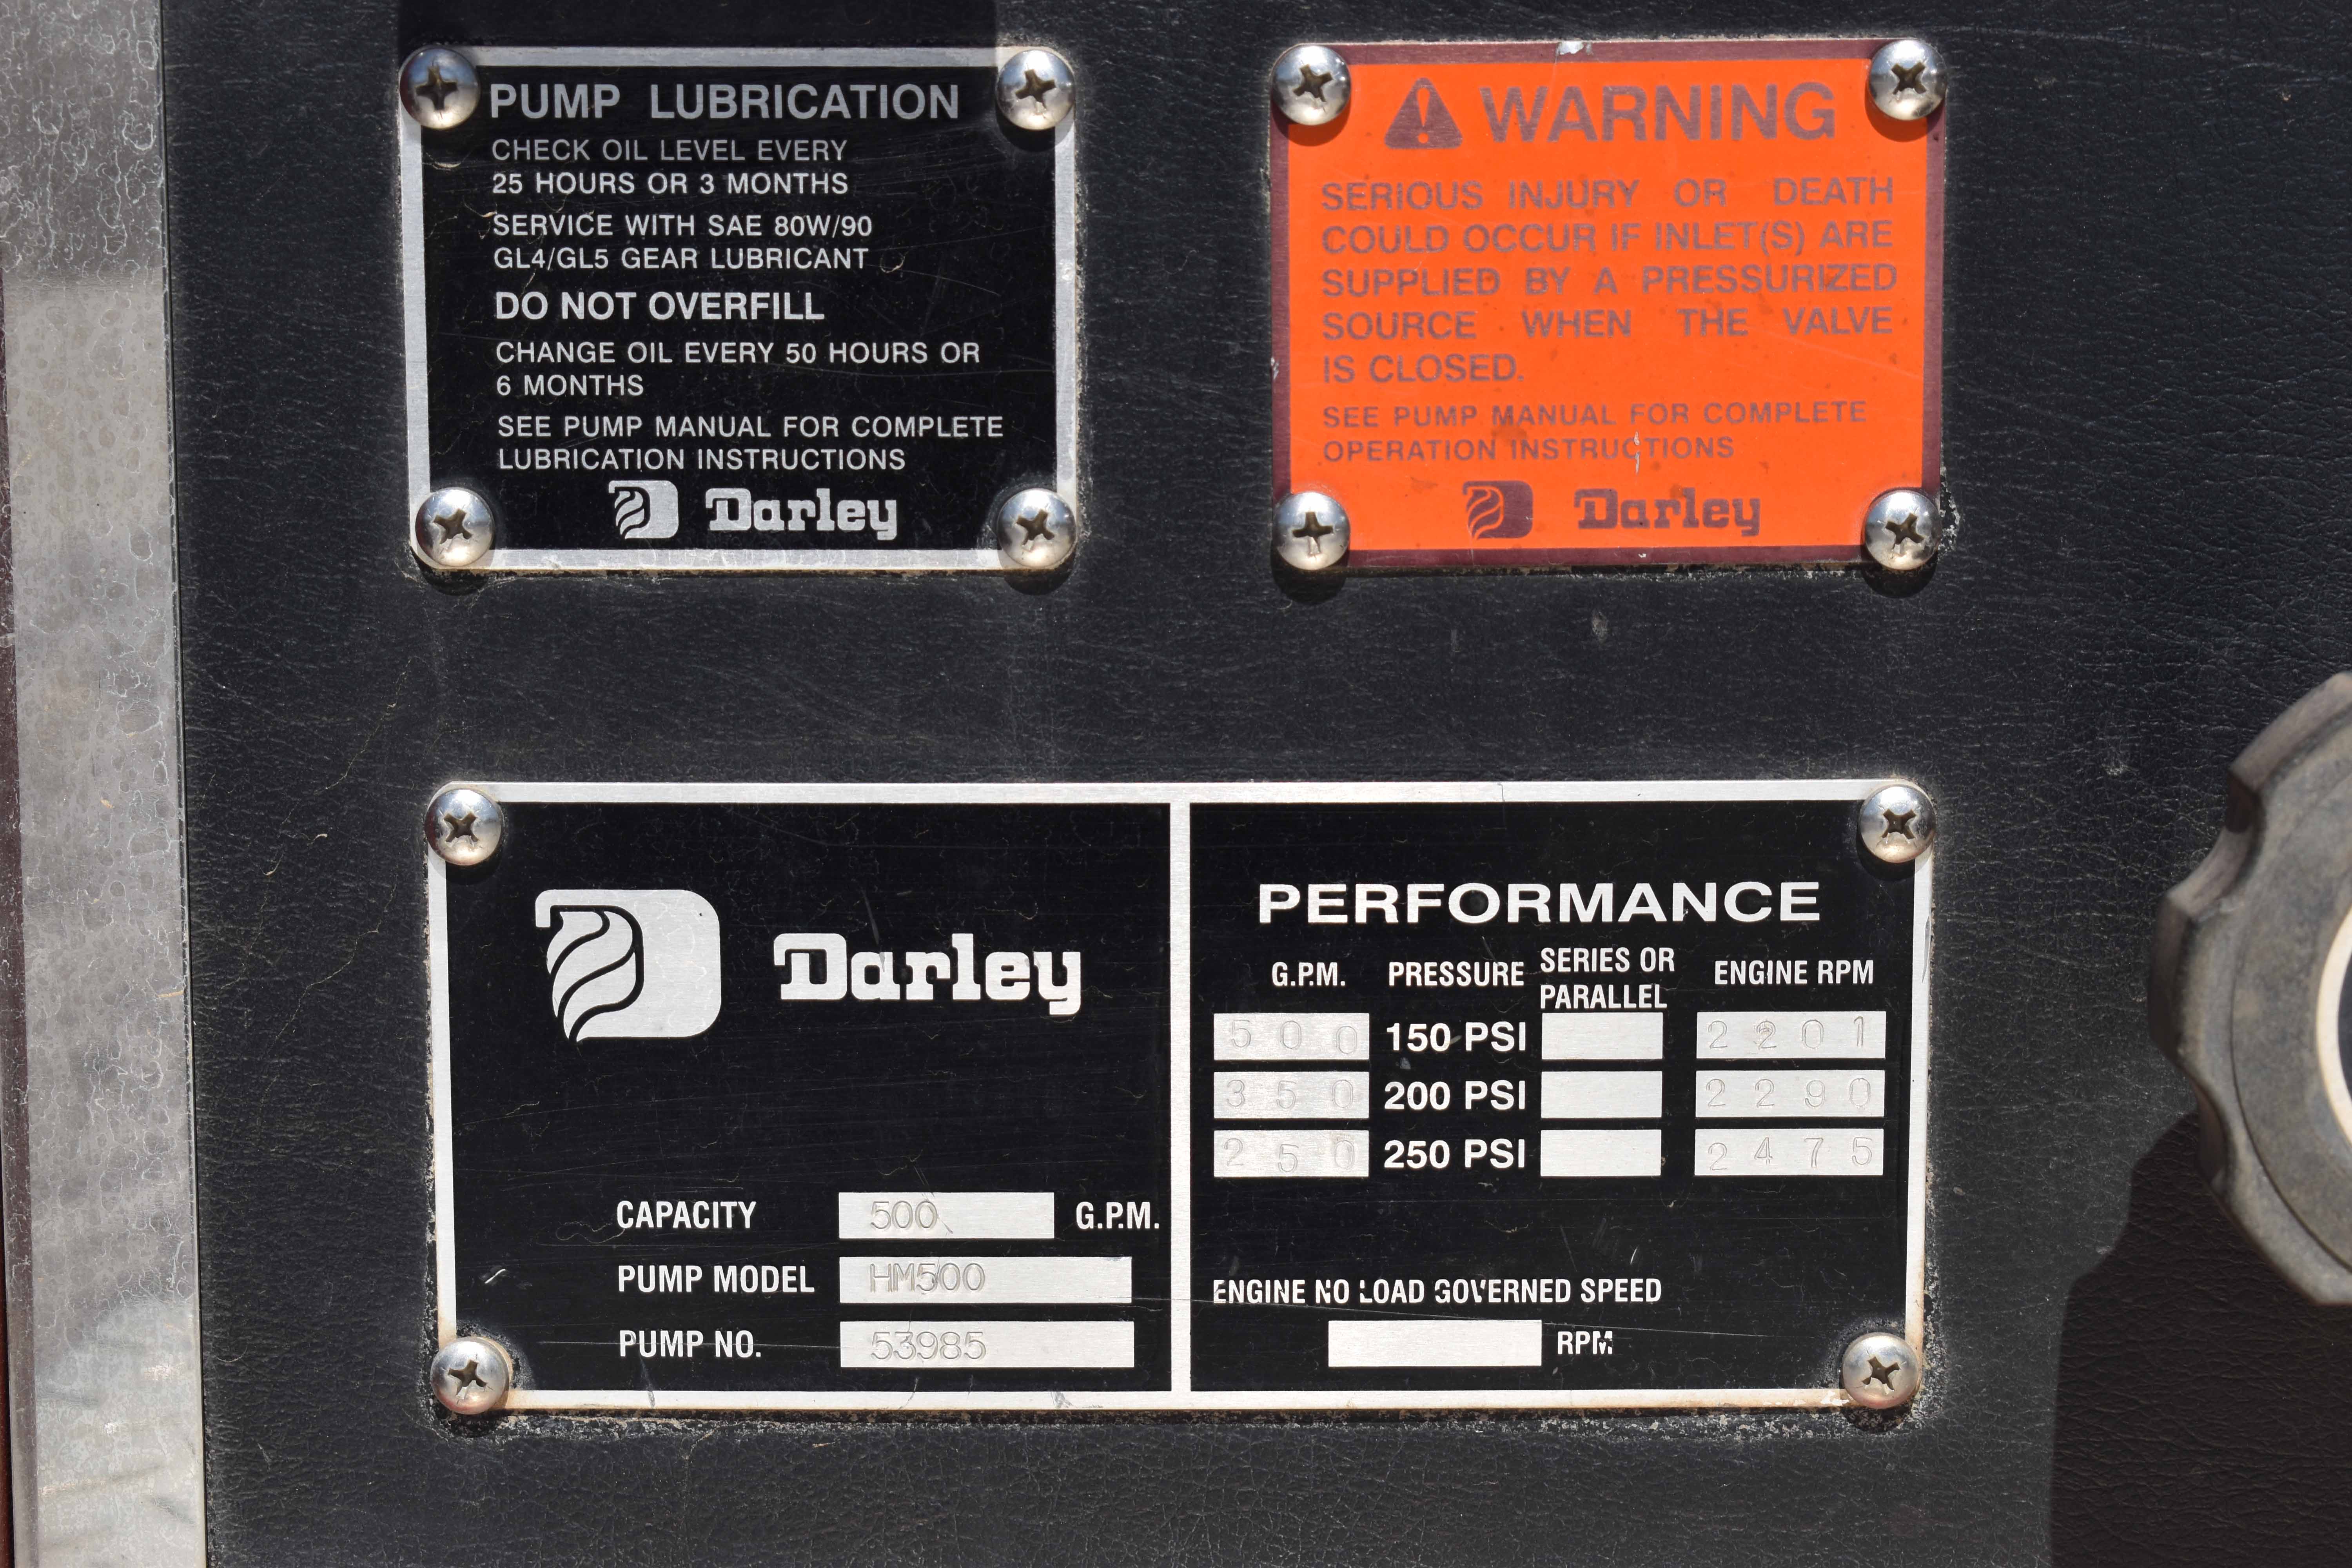 PUMP LUBRICATION
CHECK OIL LEVEL EVERY
25 HOURS OR 3 MONTHS
SERVICE WITH SAE 80W/90
GL4/GL5 GEAR LUBRICANT
DO NOT OVERFILL
CHANGE OIL EVERY 50 HOURS OR
6 MONTHS
SEE PUMP MANUAL FOR COMPLETE
LUBRICATION INSTRUCTIONS
Darley
WARNING
SERIOUS INJURY OR DEATH
COULD OCCUR IF INLET(S) ARE
SUPPLIED BY A PRESSURIZED
SOURCE WHEN THE VALVE
IS CLOSED.
SEE PUMP MANUAL FOR COMPLETE
OPERATION INSTRUCTIONS
Darley
Darley
CAPACITY 500 G.P.M.
PUMP MODEL HM500
PUMP NO. 53985
PERFORMANCE
G.P.M. PRESSURE SERIES OR PARALLEL ENGINE RPM
500 150 PSI 2201
350 200 PSI 2290
250 250 PSI 2475
ENGINE NO LOAD GOVERNED SPEED
RPM